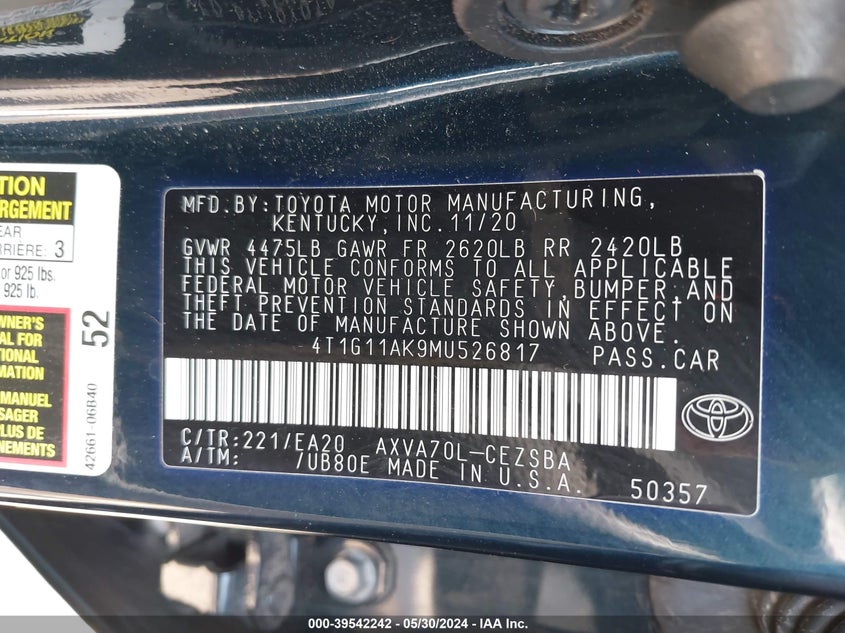 TION
RGEMENT
EAR
RRIERE: 3
or 925 lbs.
925 lb.
WNER'S
AL FOR
TIONAL
RMATION
MANUEL
SAGER
PLUS DE
NEMENTS
52
42661-06B40
MFD.BY:TOYOTA MOTOR MANUFACTURING,
KENTUCKY,INC.11/20
GVWR 4475LB GAWR FR 2620LB RR 2420LB
THIS VEHICLE CONFORMS TO ALL APPLICABLE
FEDERAL MOTOR VEHICLE SAFETY,BUMPER,AND
THEFT PREVENTION STANDARDS IN EFFECT ON
THE DATE OF MANUFACTURE SHOWN ABOVE.
4T1G11AK9MU526817 PASS.CAR
C/TR:221/EA20 AXVA70L-CEZSBA
A/TM: /UB80E MADE IN U.S.A. 50357
000-39542242 - 05/30/2024 - IAA Inc.